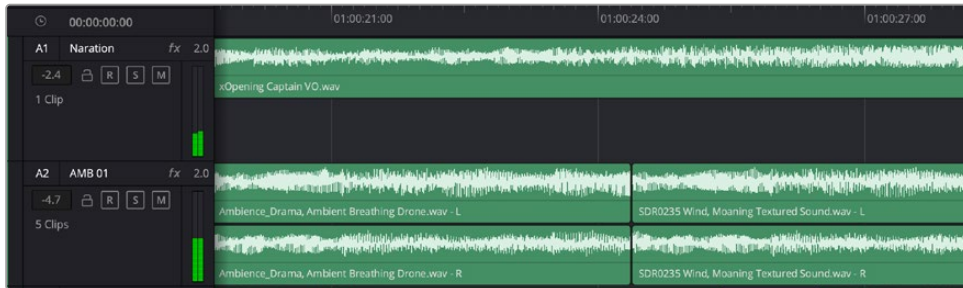 00:00:00:00 01:00:21:00 01:00:24:00 01:00:27:00
A1 Naration fx 2.0
-2.4 R S M
xOpening Captain VO.wav
1 Clip
A2 AMB 01 fx 2.0
-4.7 R S M
Ambience_Drama, Ambient Breathing Drone.wav - L SDR0235 Wind, Moaning Textured Sound.wav - L
5 Clips
Ambience_Drama, Ambient Breathing Drone.wav - R SDR0235 Wind, Moaning Textured Sound.wav - R